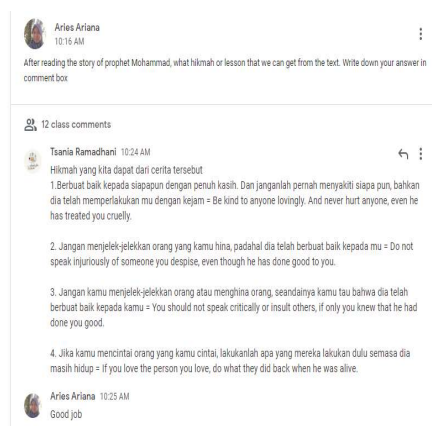 Aries Ariana
10:16 AM
After reading the story of prophet Mohammad, what hikmah or lesson that we can get from the text. Write down your answer in
comment box
12 class comments
Tsania Ramadhani 10:24 AM
Hikmah yang kita dapat dari cerita tersebut
1.Berbuat baik kepada siapapun dengan penuh kasih. Dan janganlah pernah menyakiti siapa pun, bahkan
dia telah memperlakukan mu dengan kejam = Be kind to anyone lovingly. And never hurt anyone, even he
has treated you cruelly.
2. Jangan menjelek-jelekkan orang yang kamu hina, padahal dia telah berbuat baik kepada mu = Do not
speak injuriously of someone you despise, even though he has done good to you.
3. Jangan kamu menjelek-jelekkan orang atau menghina orang, seandainya kamu tau bahwa dia telah
berbuat baik kepada kamu = You should not speak critically or insult others, if only you knew that he had
done you good.
4. Jika kamu mencintai orang yang kamu cintai, lakukanlah apa yang mereka lakukan dulu semasa dia
masih hidup = If you love the person you love, do what they did back when he was alive.
Aries Ariana 10:25 AM
Good job